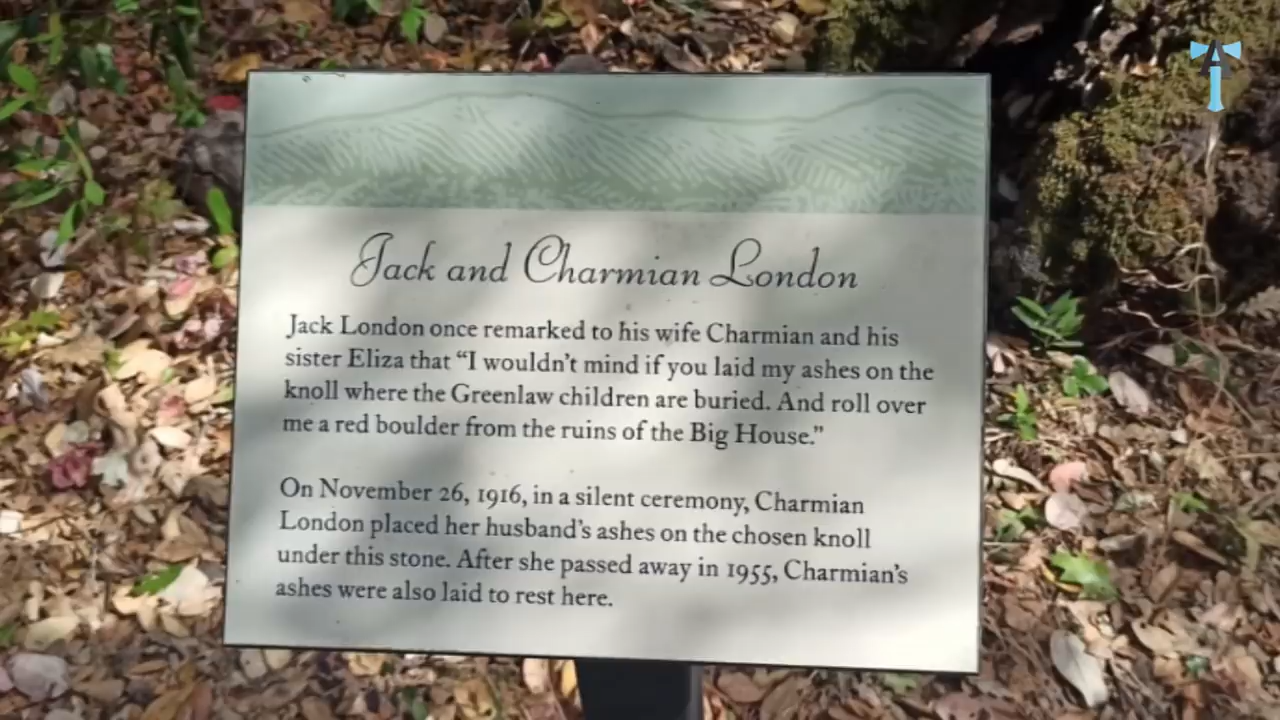 Jack and Charmian London
Jack London once remarked to his wife Charmian and his
sister Eliza that “I wouldn’t mind if you laid my ashes on the
knoll where the Greenlaw children are buried. And roll over
me a red boulder from the ruins of the Big House.”
On November 26, 1916, in a silent ceremony, Charmian
London placed her husband’s ashes on the chosen knoll
under this stone. After she passed away in 1955, Charmian’s
ashes were also laid to rest here.